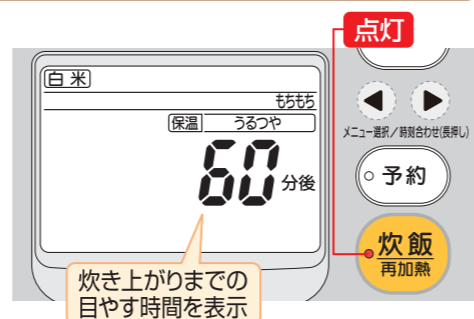 点灯
白米
もちもち
保温 うるつや
60分後
メニュー選択/時刻合わせ(長押し)
予約
炊飯
再加熱
炊き上がりまでの
目やす時間を表示